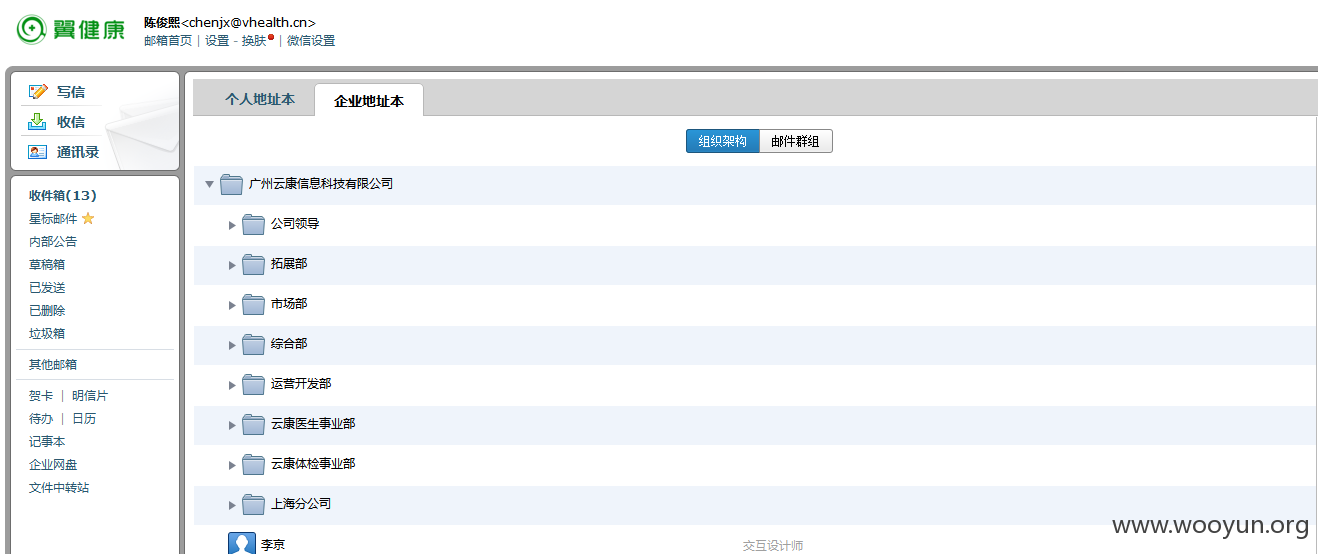 翼健康
陈俊熙<chenjx@vhealth.cn>
邮箱首页 | 设置 - 换肤 | 微信设置
写信
收信
通讯录
收件箱(13)
星标邮件
内部公告
草稿箱
已发送
已删除
垃圾箱
其他邮箱
贺卡 | 明信片
待办 | 日历
记事本
企业网盘
文件中转站
个人地址本 企业地址本
组织架构 邮件群组
广州云康信息科技有限公司
公司领导
拓展部
市场部
综合部
运营开发部
云康医生事业部
云康体检事业部
上海分公司
李京 交互设计师
www.wooyun.org